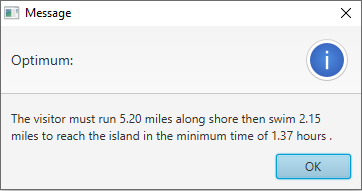 Message
Optimum:
i
The visitor must run 5.20 miles along shore then swim 2.15
miles to reach the island in the minimum time of 1.37 hours .
OK